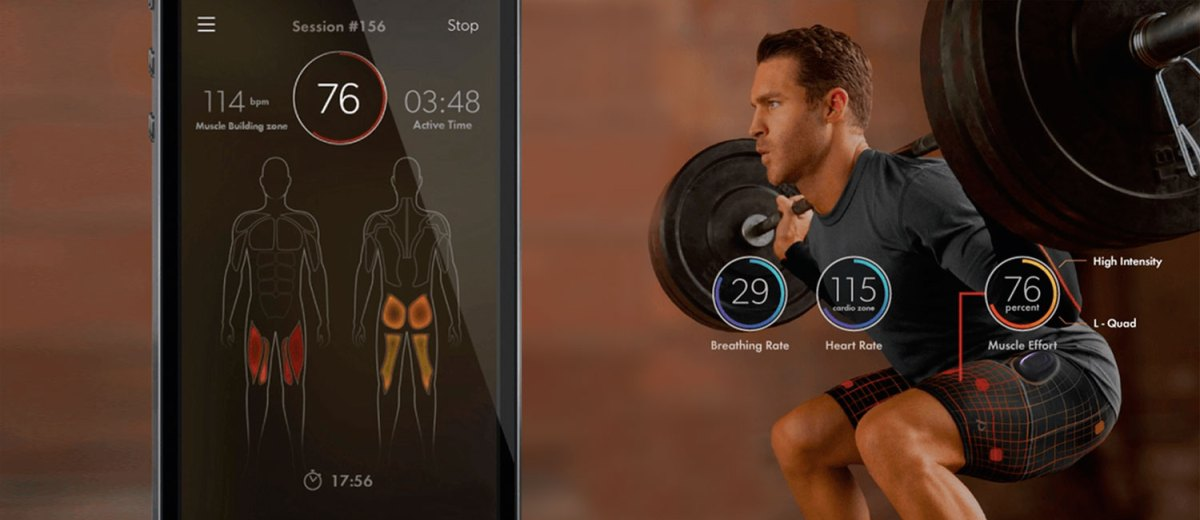 Session #156
Stop
114 bpm
Muscle Building zone
76
03:48
Active Time
17:56
29
Breathing Rate
115
cardio zone
Heart Rate
76
percent
Muscle Effort
High Intensity
L - Quad